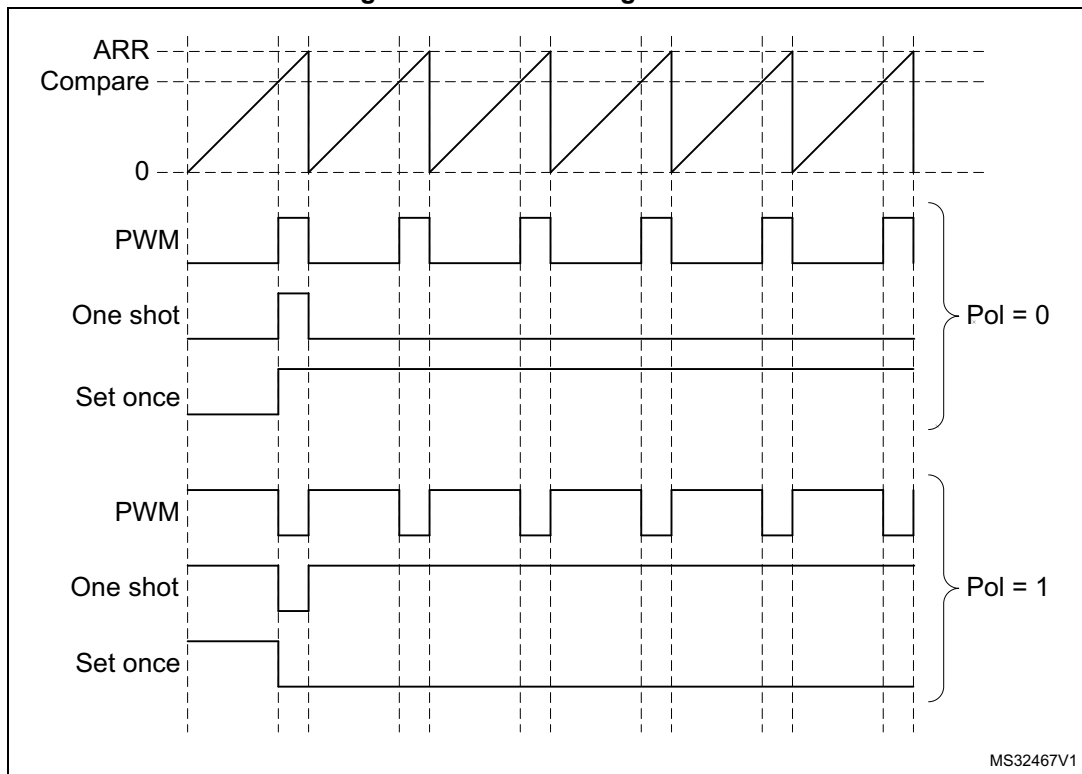 ARR
Compare
0
PWM
One shot
Pol = 0
Set once
PWM
One shot
Pol = 1
Set once
MS32467V1